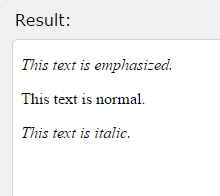 Result:
This text is emphasized.
This text is normal.
This text is italic.